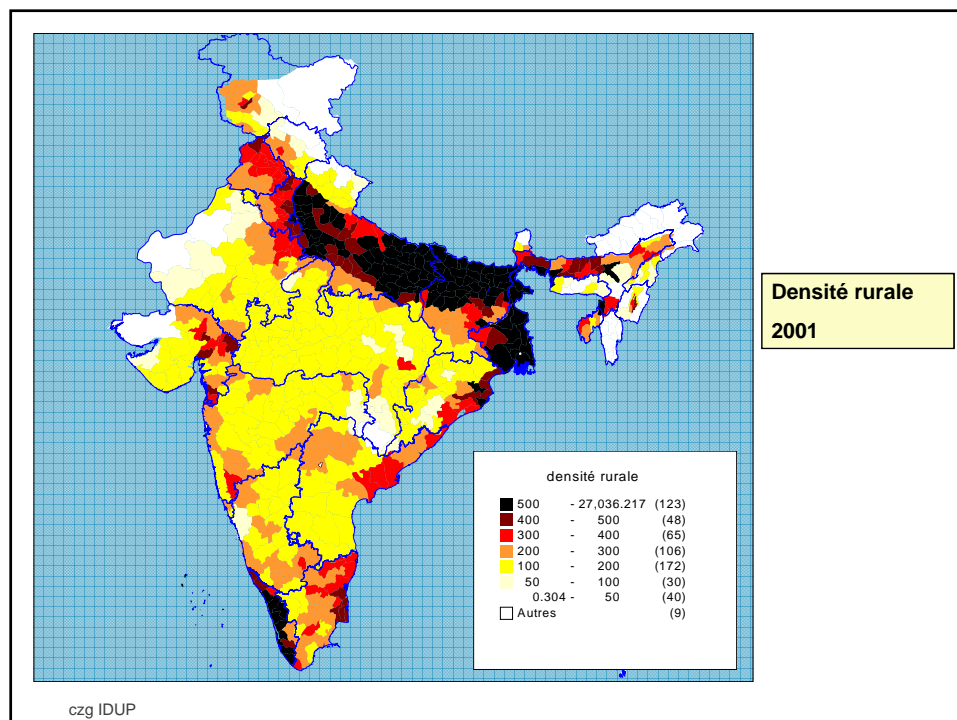 Densité rurale
2001
densité rurale
500 - 27,036.217 (123)
400 - 500 (48)
300 - 400 (65)
200 - 300 (106)
100 - 200 (172)
50 - 100 (30)
0.304 - 50 (40)
Autres (9)
czg IDUP